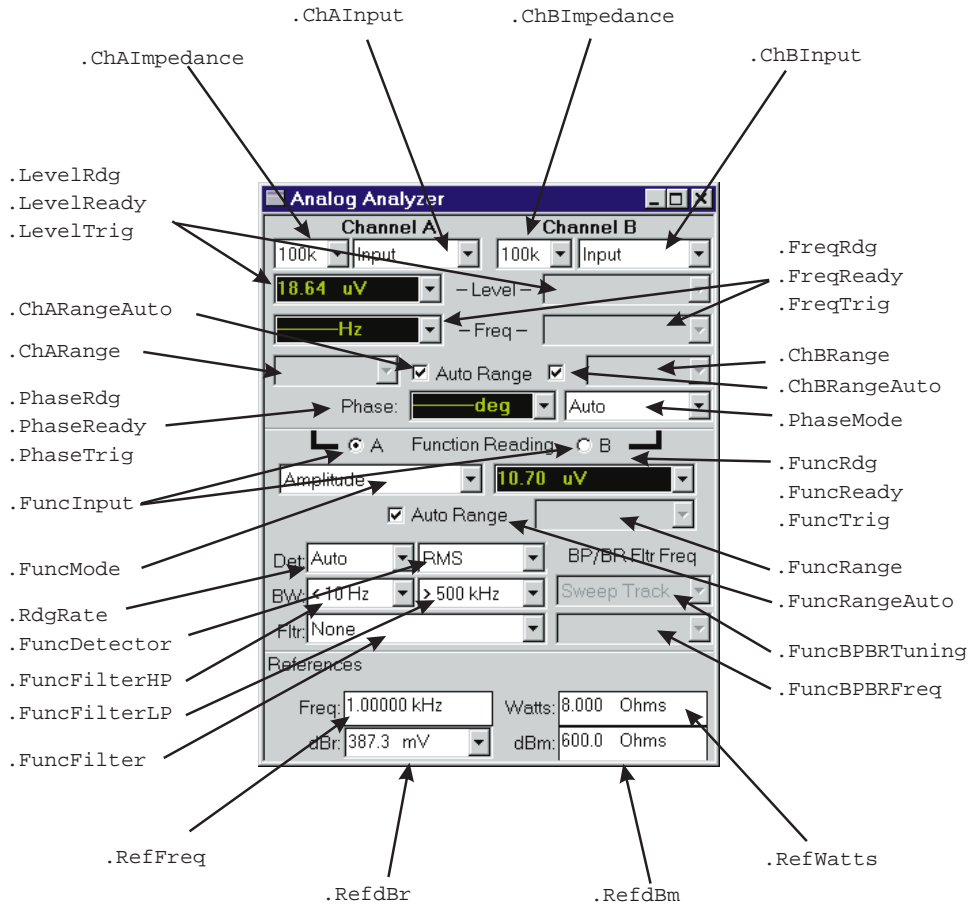 .ChAInput
.ChBImpedance
.ChAImpedance
.ChBInput
.LevelRdg
.LevelReady
.LevelTrig
.ChARangeAuto
.ChARange
.PhaseRdg
.PhaseReady
.PhaseTrig
.FuncInput
.FuncMode
.RdgRate
.FuncDetector
.FuncFilterHP
.FuncFilterLP
.FuncFilter
Analog Analyzer
Channel A Channel B
100k Input 100k Input
18.64 uV – Level –
———Hz – Freq –
Auto Range
Phase: ———deg Auto
A Function Reading B
Amplitude 10.70 uV
Auto Range
Det: Auto RMS BP/BR Fltr Freq
BW: < 10 Hz > 500 kHz Sweep Track
Fltr: None
References
Freq: 1.00000 kHz Watts: 8.000 Ohms
dBr: 387.3 mV dBm: 600.0 Ohms
.FreqRdg
.FreqReady
.FreqTrig
.ChBRange
.ChBRangeAuto
.PhaseMode
.FuncRdg
.FuncReady
.FuncTrig
.FuncRange
.FuncRangeAuto
.FuncBPBRTuning
.FuncBPBRFreq
.RefFreq
.RefdBr
.RefdBm
.RefWatts